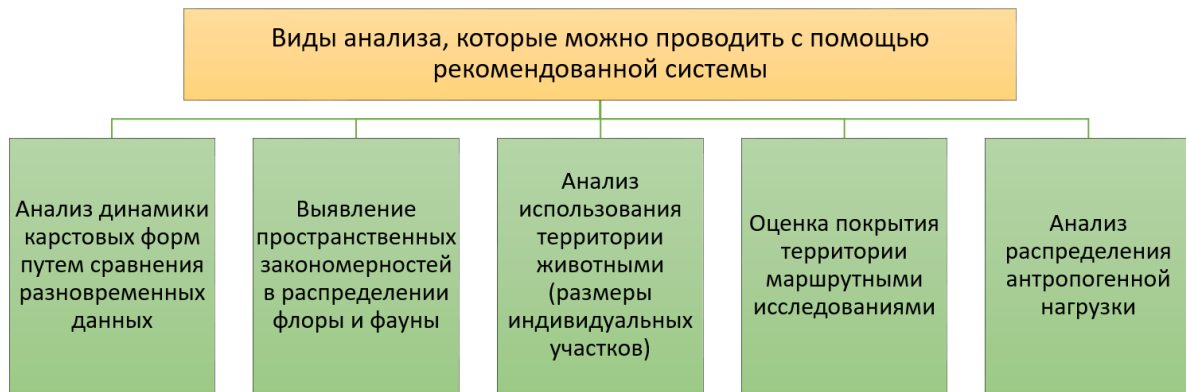 Виды анализа, которые можно проводить с помощью
рекомендованной системы
Анализ динамики
карстовых форм
путем сравнения
разновременных
данных
Выявление
пространственных
закономерностей
в распределении
флоры и фауны
Анализ
использования
территории
животными
(размеры
индивидуальных
участков)
Оценка покрытия
территории
маршрутными
исследованиями
Анализ
распределения
антропогенной
нагрузки